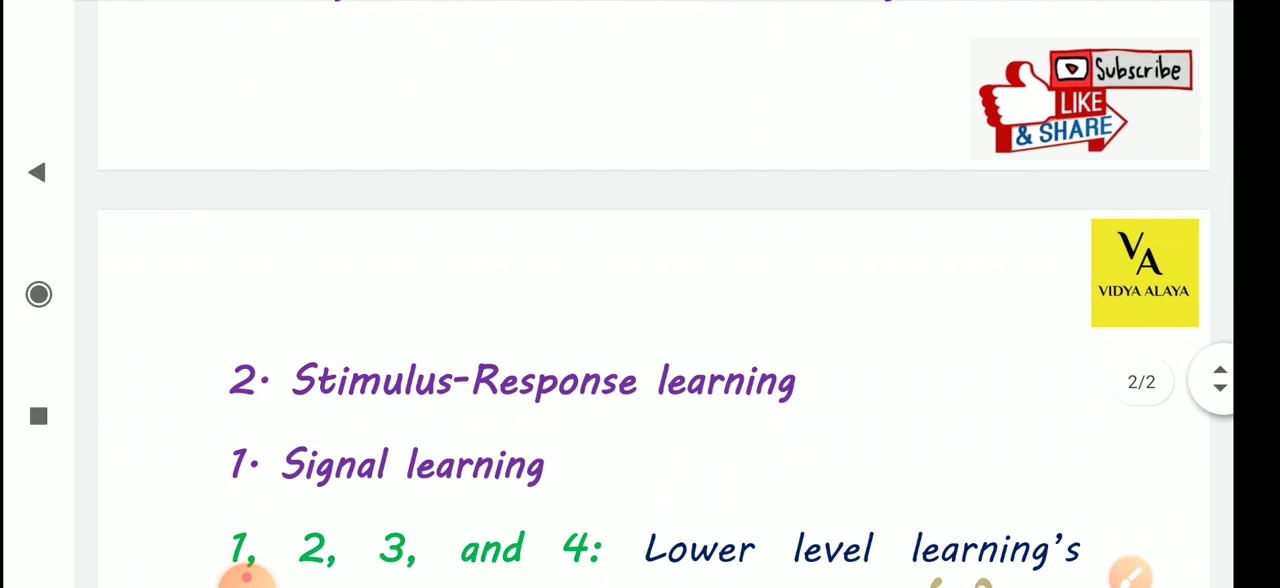 Subscribe
LIKE
& SHARE
VA
VIDYA ALAYA
2. Stimulus-Response learning
2/2
1. Signal learning
1, 2, 3, and 4: Lower level learning's